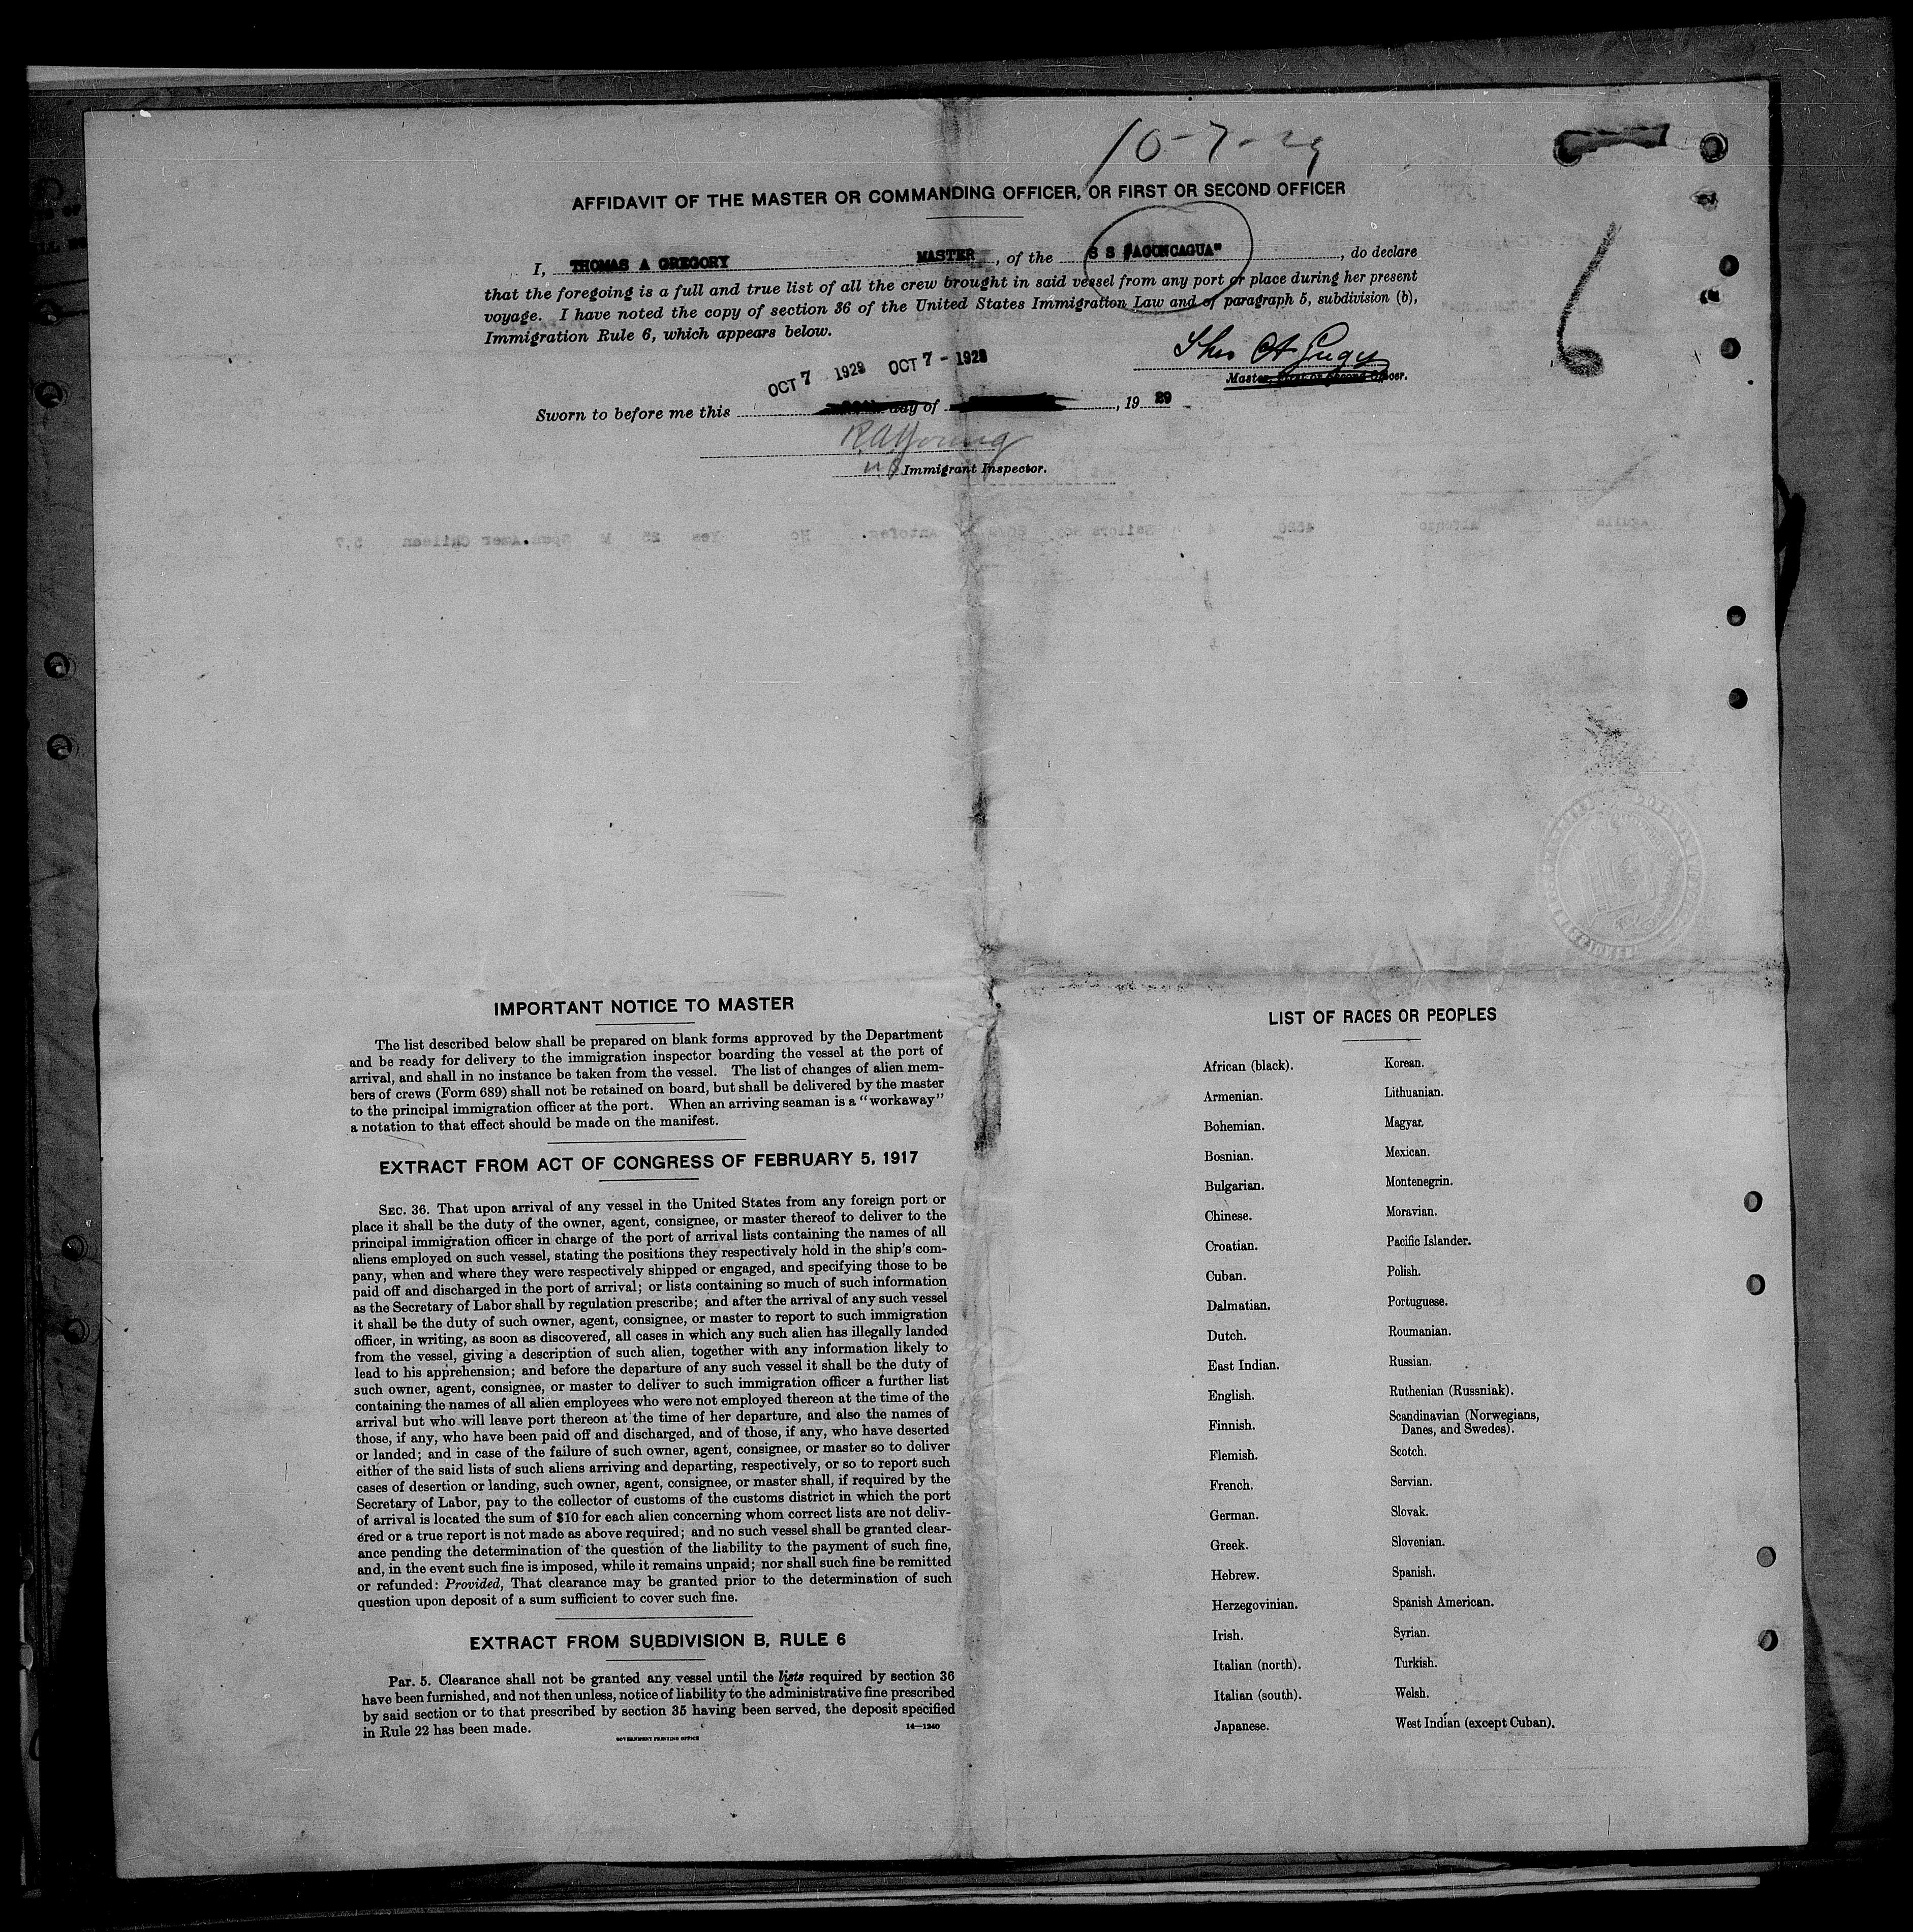 10-7-29
AFFIDAVIT OF THE MASTER OR COMMANDING OFFICER, OR FIRST OR SECOND OFFICER
I, THOMAS A GREGORY MASTER, of the S S "ACONCAGUA", do declare
that the foregoing is a full and true list of all the crew brought in said vessel from any port or place during her present
voyage. I have noted the copy of section 36 of the United States Immigration Law and of paragraph 5, subdivision (b),
Immigration Rule 6, which appears below.
OCT 7 1929 OCT 7 - 1929
Master, First or Second Officer.
Sworn to before me this day of , 19 29
R A Young
U S Immigrant Inspector.
IMPORTANT NOTICE TO MASTER
The list described below shall be prepared on blank forms approved by the Department
and be ready for delivery to the immigration inspector boarding the vessel at the port of
arrival, and shall in no instance be taken from the vessel. The list of changes of alien mem-
bers of crews (Form 689) shall not be retained on board, but shall be delivered by the master
to the principal immigration officer at the port. When an arriving seaman is a "workaway"
a notation to that effect should be made on the manifest.
EXTRACT FROM ACT OF CONGRESS OF FEBRUARY 5, 1917
SEC. 36. That upon arrival of any vessel in the United States from any foreign port or
place it shall be the duty of the owner, agent, consignee, or master thereof to deliver to the
principal immigration officer in charge of the port of arrival lists containing the names of all
aliens employed on such vessel, stating the positions they respectively hold in the ship's com-
pany, when and where they were respectively shipped or engaged, and specifying those to be
paid off and discharged in the port of arrival; or lists containing so much of such information
as the Secretary of Labor shall by regulation prescribe; and after the arrival of any such vessel
it shall be the duty of such owner, agent, consignee, or master to report to such immigration
officer, in writing, as soon as discovered, all cases in which any such alien has illegally landed
from the vessel, giving a description of such alien, together with any information likely to
lead to his apprehension; and before the departure of any such vessel it shall be the duty of
such owner, agent, consignee, or master to deliver to such immigration officer a further list
containing the names of all alien employees who were not employed thereon at the time of the
arrival but who will leave port thereon at the time of her departure, and also the names of
those, if any, who have been paid off and discharged, and of those, if any, who have deserted
or landed; and in case of the failure of such owner, agent, consignee, or master so to deliver
either of the said lists of such aliens arriving and departing, respectively, or so to report such
cases of desertion or landing, such owner, agent, consignee, or master shall, if required by the
Secretary of Labor, pay to the collector of customs of the customs district in which the port
of arrival is located the sum of $10 for each alien concerning whom correct lists are not deliv-
ered or a true report is not made as above required; and no such vessel shall be granted clear-
ance pending the determination of the question of the liability to the payment of such fine,
and, in the event such fine is imposed, while it remains unpaid; nor shall such fine be remitted
or refunded: Provided, That clearance may be granted prior to the determination of such
question upon deposit of a sum sufficient to cover such fine.
EXTRACT FROM SUBDIVISION B, RULE 6
Par. 5. Clearance shall not be granted any vessel until the lists required by section 36
have been furnished, and not then unless, notice of liability to the administrative fine prescribed
by said section or to that prescribed by section 35 having been served, the deposit specified
in Rule 22 has been made.
14—1240
GOVERNMENT PRINTING OFFICE
LIST OF RACES OR PEOPLES
African (black).
Armenian.
Bohemian.
Bosnian.
Bulgarian.
Chinese.
Croatian.
Cuban.
Dalmatian.
Dutch.
East Indian.
English.
Finnish.
Flemish.
French.
German.
Greek.
Hebrew.
Herzegovinian.
Irish.
Italian (north).
Italian (south).
Japanese.
Korean.
Lithuanian.
Magyar.
Mexican.
Montenegrin.
Moravian.
Pacific Islander.
Polish.
Portuguese.
Roumanian.
Russian.
Ruthenian (Russniak).
Scandinavian (Norwegians,
Danes, and Swedes).
Scotch.
Servian.
Slovak.
Slovenian.
Spanish.
Spanish American.
Syrian.
Turkish.
Welsh.
West Indian (except Cuban).